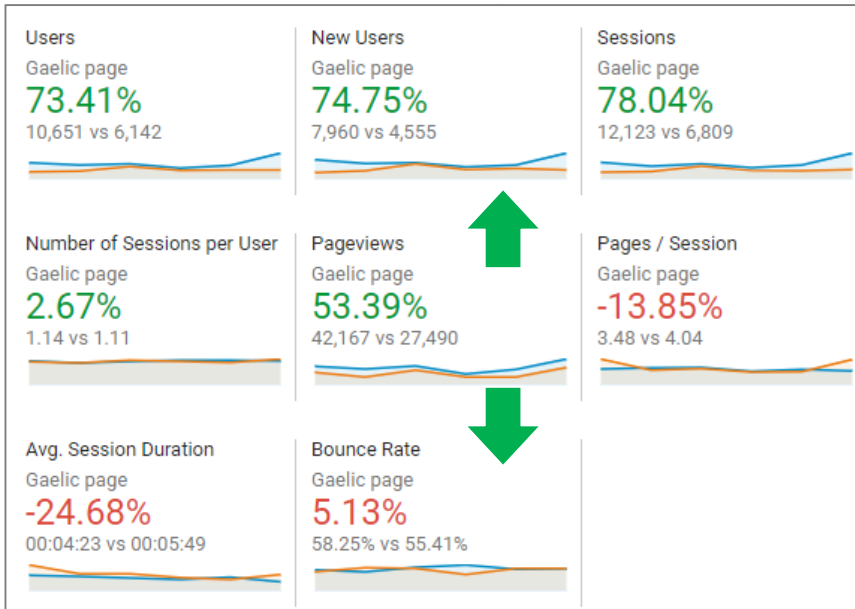 Users
Gaelic page
73.41%
10,651 vs 6,142
New Users
Gaelic page
74.75%
7,960 vs 4,555
Sessions
Gaelic page
78.04%
12,123 vs 6,809
Number of Sessions per User
Gaelic page
2.67%
1.14 vs 1.11
Pageviews
Gaelic page
53.39%
42,167 vs 27,490
Pages / Session
Gaelic page
-13.85%
3.48 vs 4.04
Avg. Session Duration
Gaelic page
-24.68%
00:04:23 vs 00:05:49
Bounce Rate
Gaelic page
5.13%
58.25% vs 55.41%